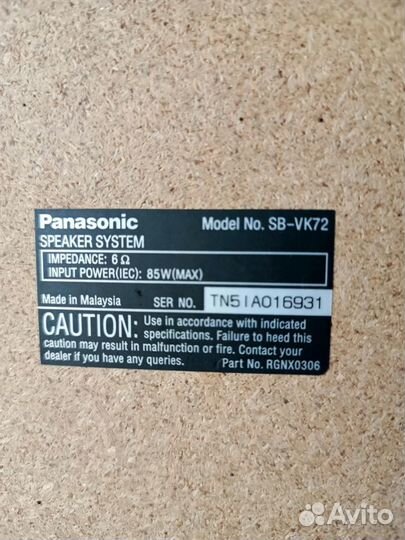 Panasonic Model No. SB-VK72
SPEAKER SYSTEM
IMPEDANCE: 6 Ω
INPUT POWER(IEC): 85W(MAX)
Made in Malaysia SER NO. TN5IA016931
CAUTION: Use in accordance with indicated
specifications. Failure to heed this
caution may result in malfunction or fire. Contact your
dealer if you have any queries. Part No. RGNX0306
Avito